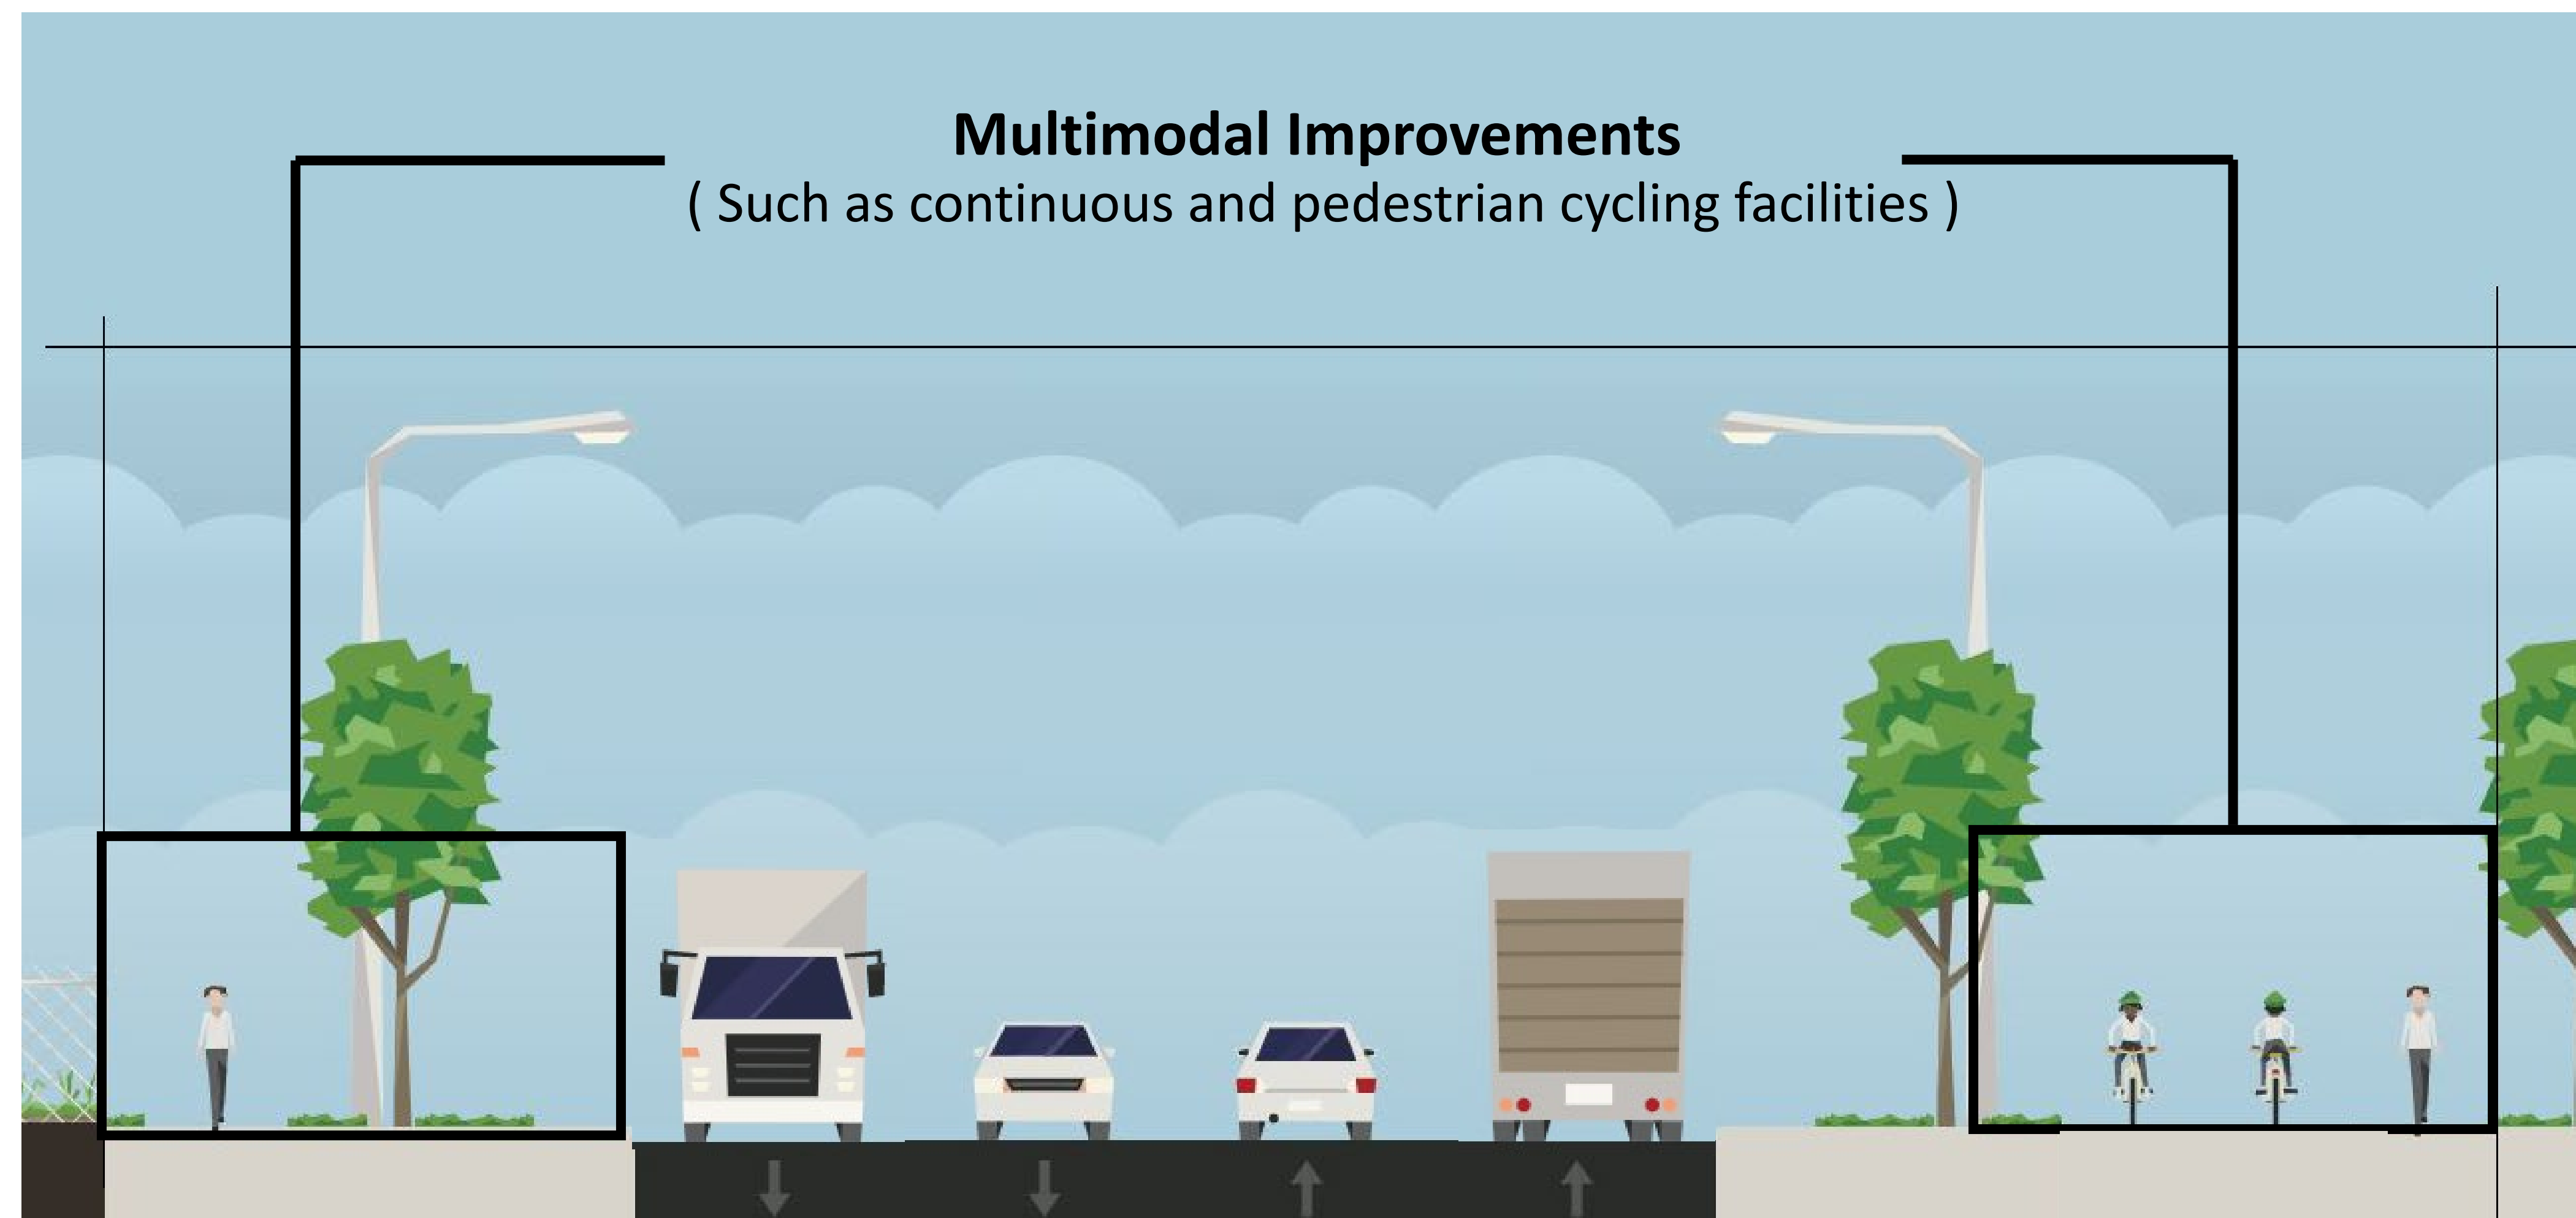 Multimodal Improvements
( Such as continuous and pedestrian cycling facilities )